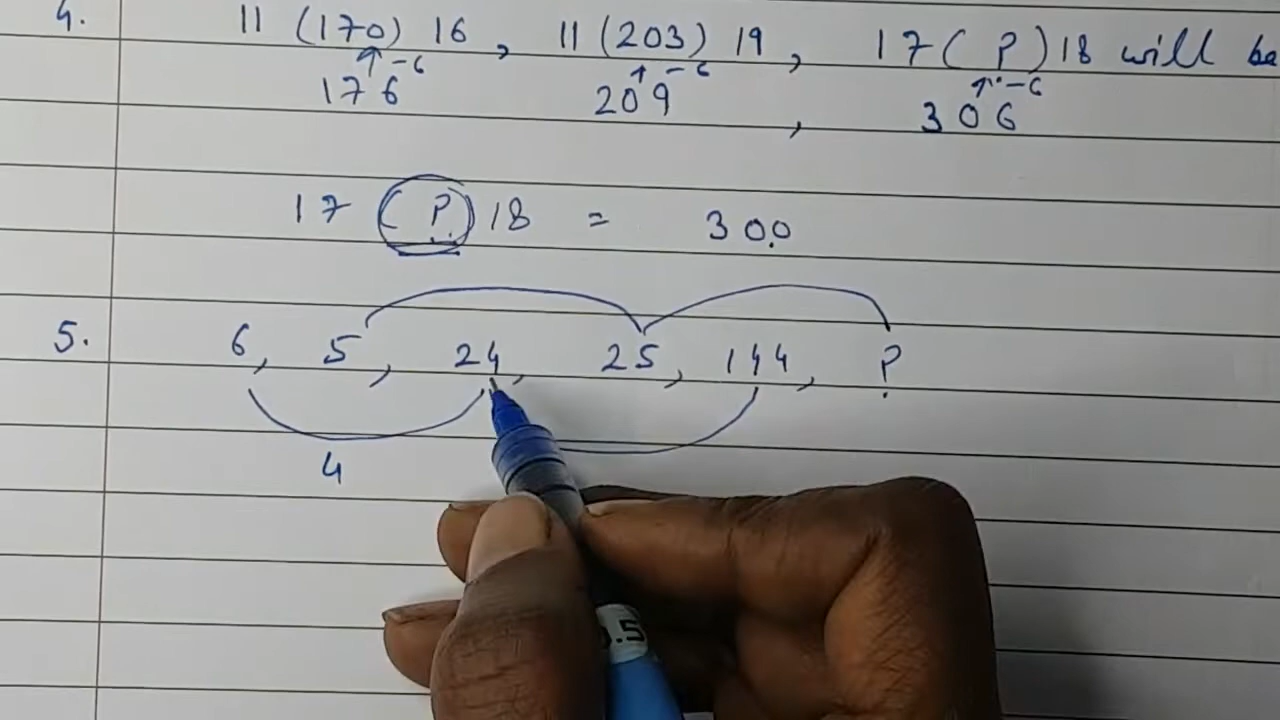 4. 11 (170) 16, 11 (203) 19, 17 (P) 18 will be
↑-6 ↑-6 ↑-6
176 209, 306
17 (P) 18 = 300
5. 6, 5, 24, 25, 144, ?
4
0.5